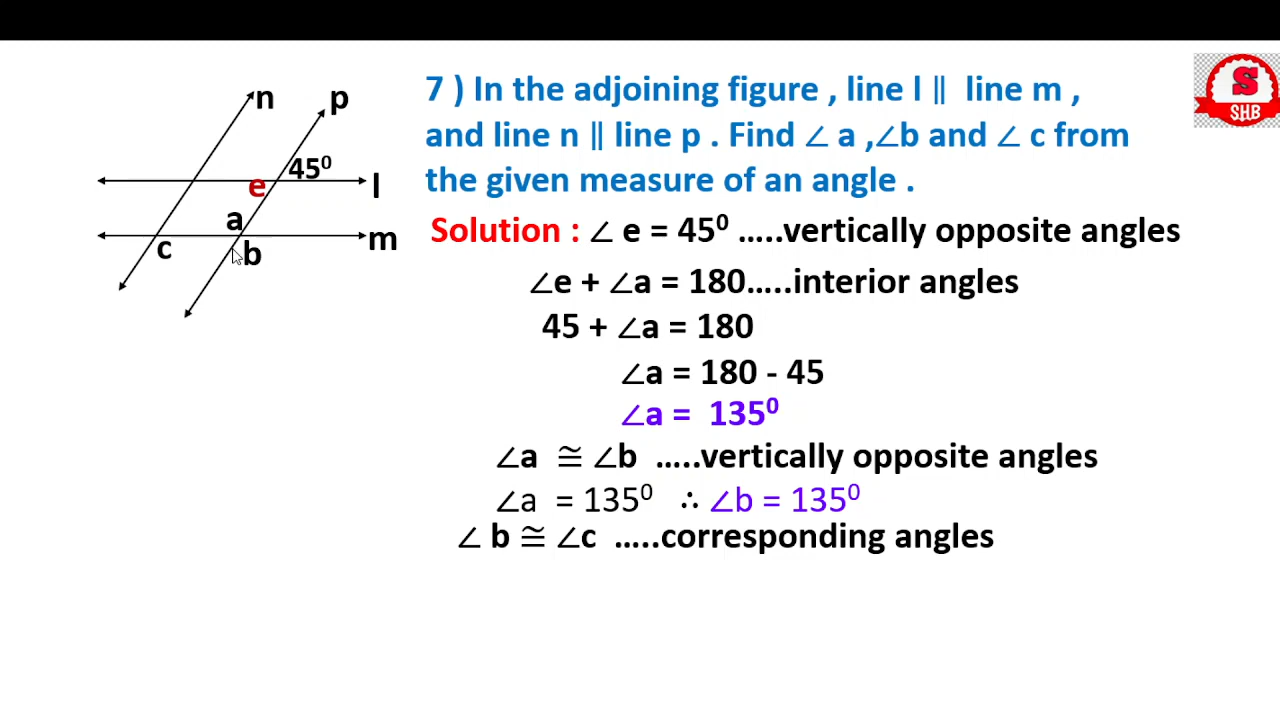 S
SHB
n
p
45⁰
e
l
a
m
c
b
7 ) In the adjoining figure , line l ∥ line m ,
and line n ∥ line p . Find ∠ a ,∠b and ∠ c from
the given measure of an angle .
Solution : ∠ e = 45⁰ …..vertically opposite angles
∠e + ∠a = 180…..interior angles
45 + ∠a = 180
∠a = 180 - 45
∠a = 135⁰
∠a ≅ ∠b …..vertically opposite angles
∠a = 135⁰ ∴ ∠b = 135⁰
∠ b ≅ ∠c …..corresponding angles